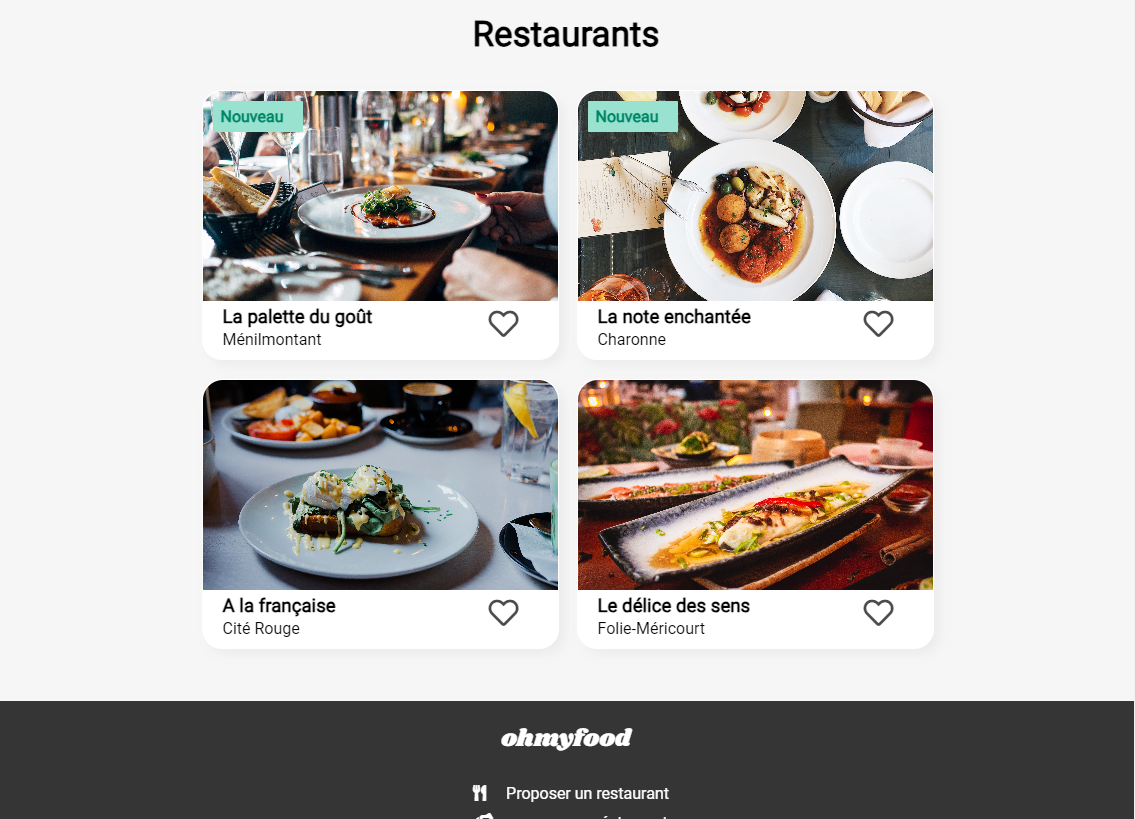 Restaurants
Nouveau
Nouveau
La palette du goût
Ménilmontant
La note enchantée
Charonne
A la française
Cité Rouge
Le délice des sens
Folie-Méricourt
ohmyfood
Proposer un restaurant